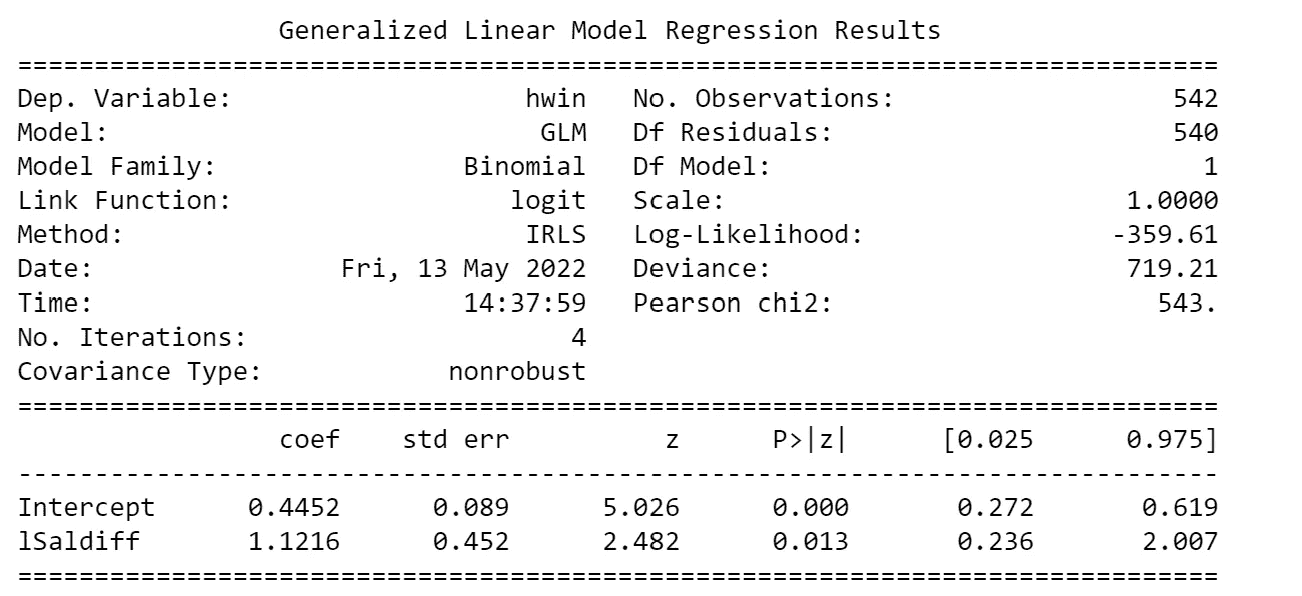 Generalized Linear Model Regression Results
==============================================================================
Dep. Variable: hwin No. Observations: 542
Model: GLM Df Residuals: 540
Model Family: Binomial Df Model: 1
Link Function: logit Scale: 1.0000
Method: IRLS Log-Likelihood: -359.61
Date: Fri, 13 May 2022 Deviance: 719.21
Time: 14:37:59 Pearson chi2: 543.
No. Iterations: 4
Covariance Type: nonrobust
==============================================================================
coef std err z P>|z| [0.025 0.975]
------------------------------------------------------------------------------
Intercept 0.4452 0.089 5.026 0.000 0.272 0.619
lSaldiff 1.1216 0.452 2.482 0.013 0.236 2.007
==============================================================================